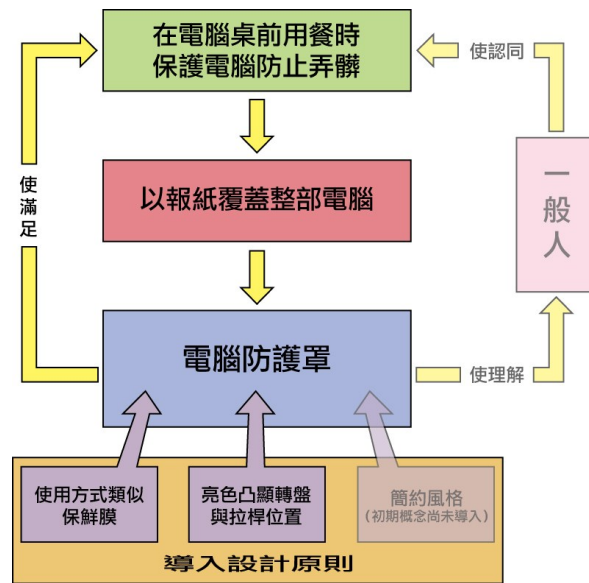 在電腦桌前用餐時
保護電腦防止弄髒
使認同
使滿足
以報紙覆蓋整部電腦
一般人
電腦防護罩
使理解
使用方式類似
保鮮膜
亮色凸顯轉盤
與拉桿位置
簡約風格
(初期概念尚未導入)
導入設計原則